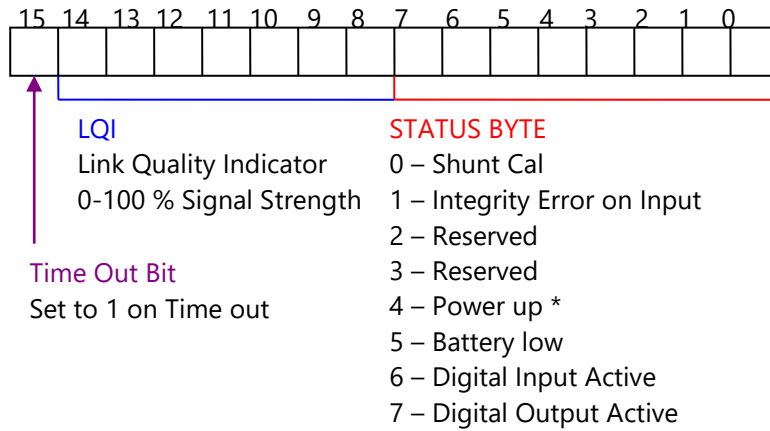 15 14 13 12 11 10 9 8 7 6 5 4 3 2 1 0
LQI
Link Quality Indicator
0-100 % Signal Strength
Time Out Bit
Set to 1 on Time out
STATUS BYTE
0 – Shunt Cal
1 – Integrity Error on Input
2 – Reserved
3 – Reserved
4 – Power up *
5 – Battery low
6 – Digital Input Active
7 – Digital Output Active